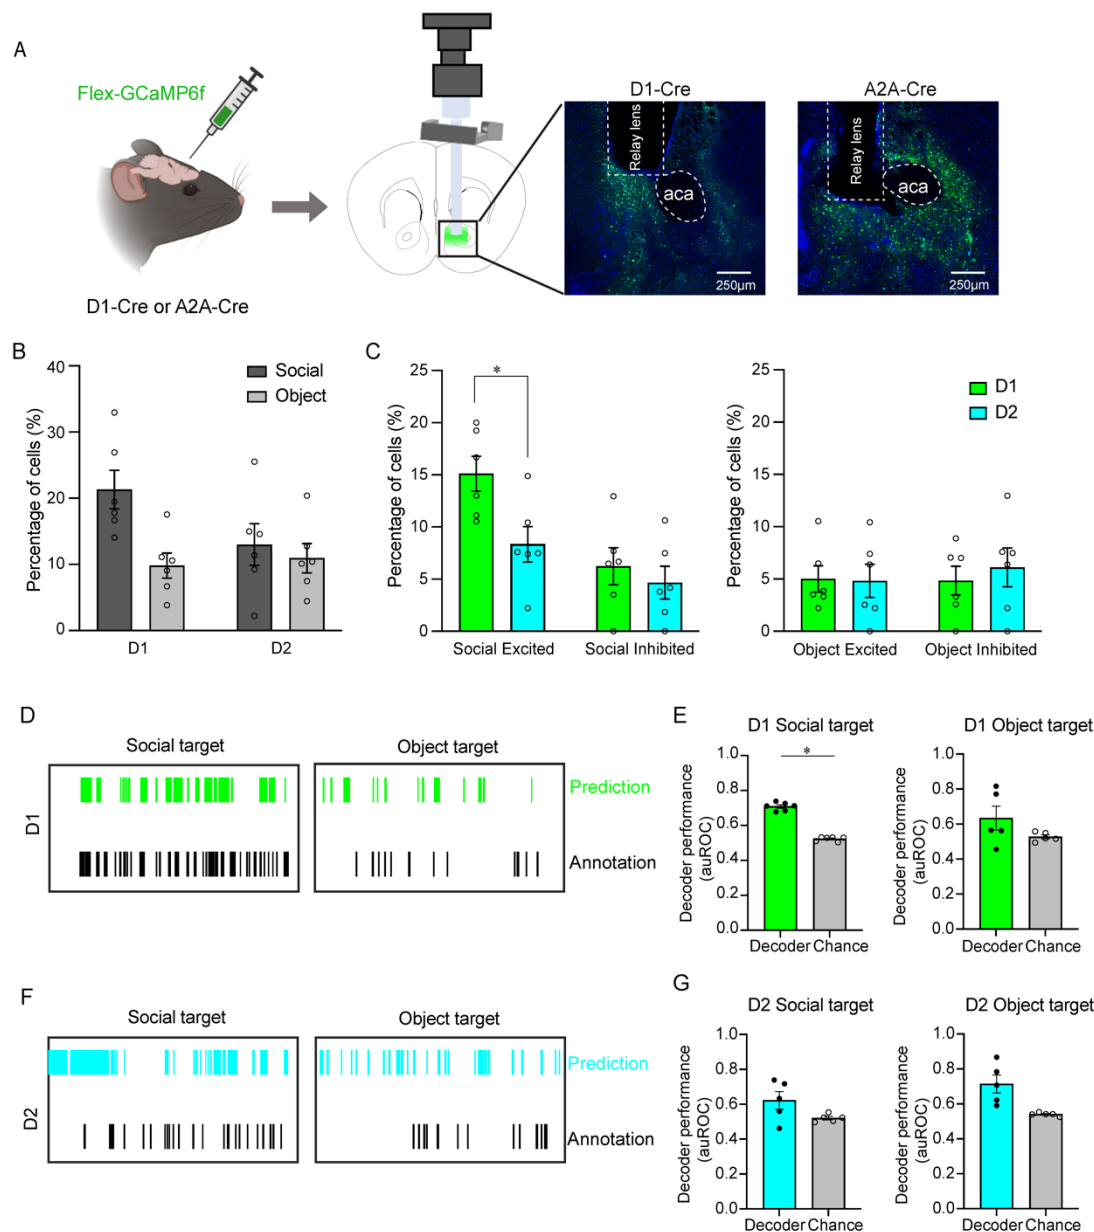 A
Flex-GCaMP6f
D1-Cre or A2A-Cre
D1-Cre
A2A-Cre
Relay lens
aca
250µm
Relay lens
aca
250µm
B
Percentage of cells (%)
40
30
20
10
0
Social
Object
D1
D2
C
Percentage of cells (%)
25
20
15
10
5
0
*
Social Excited
Social Inhibited
Percentage of cells (%)
25
20
15
10
5
0
D1
D2
Object Excited
Object Inhibited
D
Social target
Object target
D1
Prediction
Annotation
E
D1 Social target
Decoder performance
(auROC)
1.0
0.8
0.6
0.4
0.2
0.0
*
Decoder Chance
D1 Object target
Decoder performance
(auROC)
1.0
0.8
0.6
0.4
0.2
0.0
Decoder Chance
F
Social target
Object target
D2
Prediction
Annotation
G
D2 Social target
Decoder performance
(auROC)
1.0
0.8
0.6
0.4
0.2
0.0
Decoder Chance
D2 Object target
Decoder performance
(auROC)
1.0
0.8
0.6
0.4
0.2
0.0
Decoder Chance